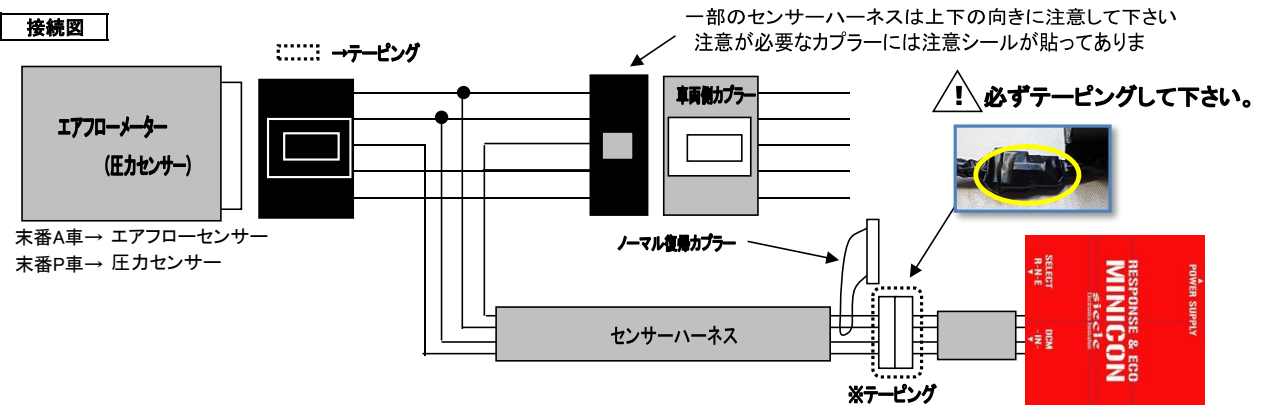 接続図
→テーピング
一部のセンサーハーネスは上下の向きに注意して下さい
注意が必要なカプラーには注意シールが貼ってありま
エアフローメーター
(圧力センサー)
車両側カプラー
!
必ずテーピングして下さい。
末番A車→ エアフローセンサー
末番P車→ 圧力センサー
ノーマル復帰カプラー
センサーハーネス
※テーピング
SELECT
R-N-E
DCM
-IN-
siecle
MINICON
RESPONSE & ECO
POWER SUPPLY